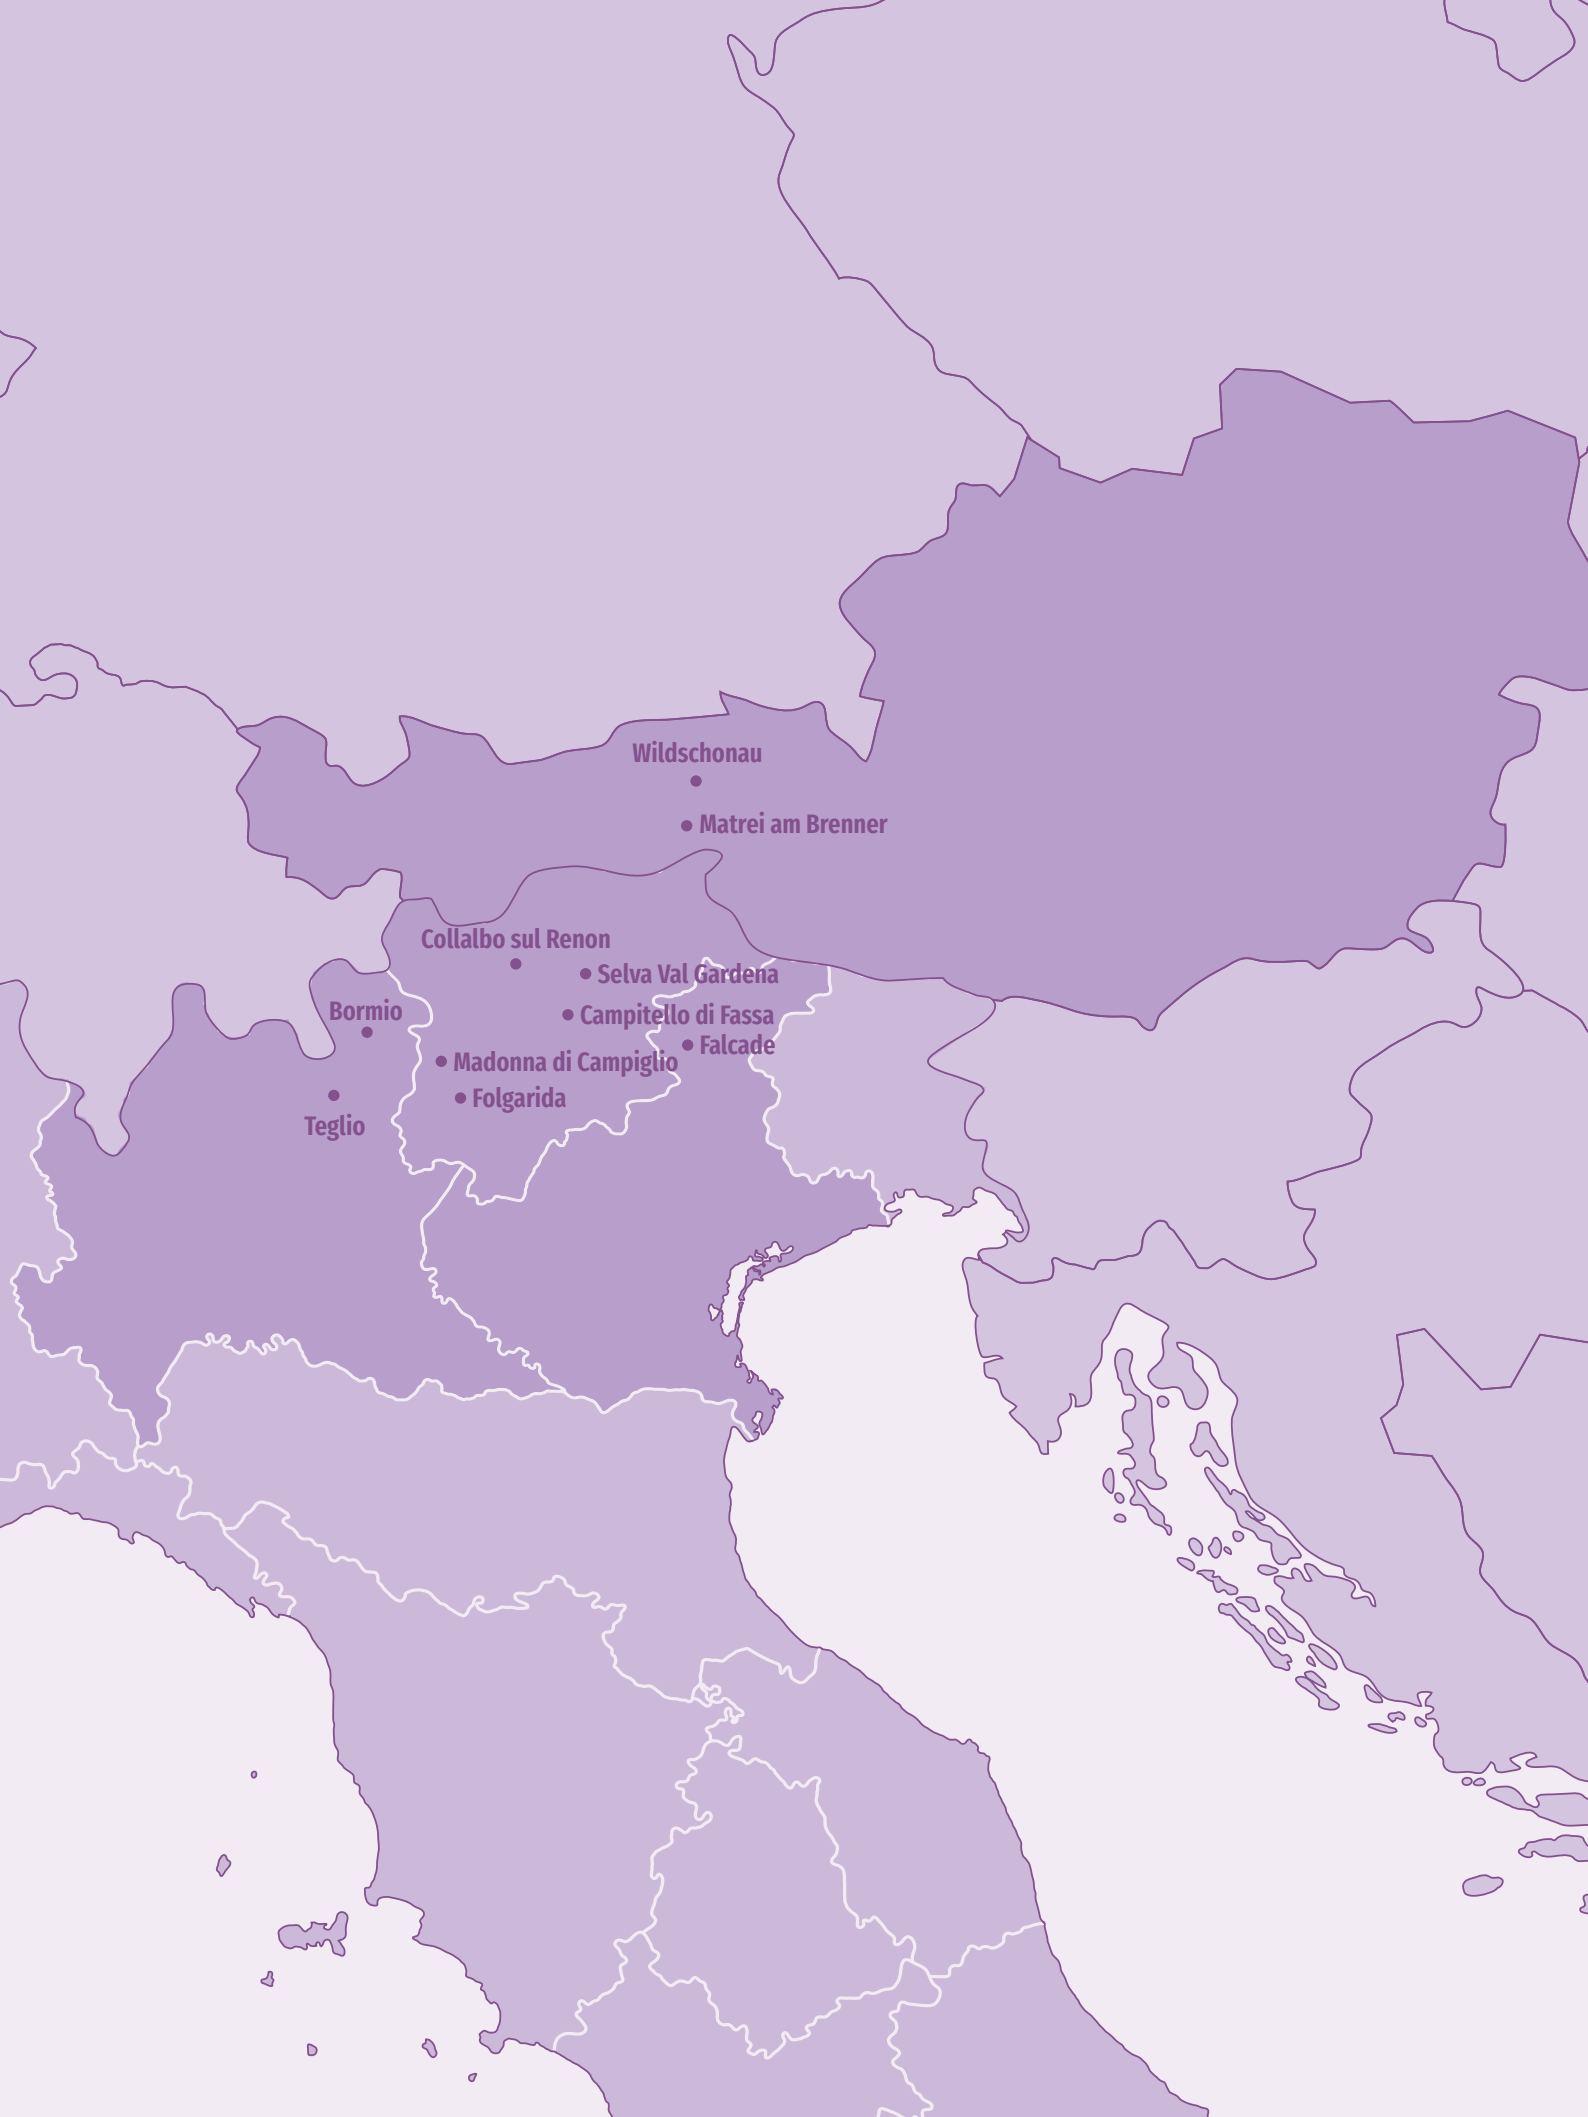 Wildschonau
Matrei am Brenner
Collalbo sul Renon
Selva Val Gardena
Bormio
Campitello di Fassa
Falcade
Madonna di Campiglio
Folgarida
Teglio